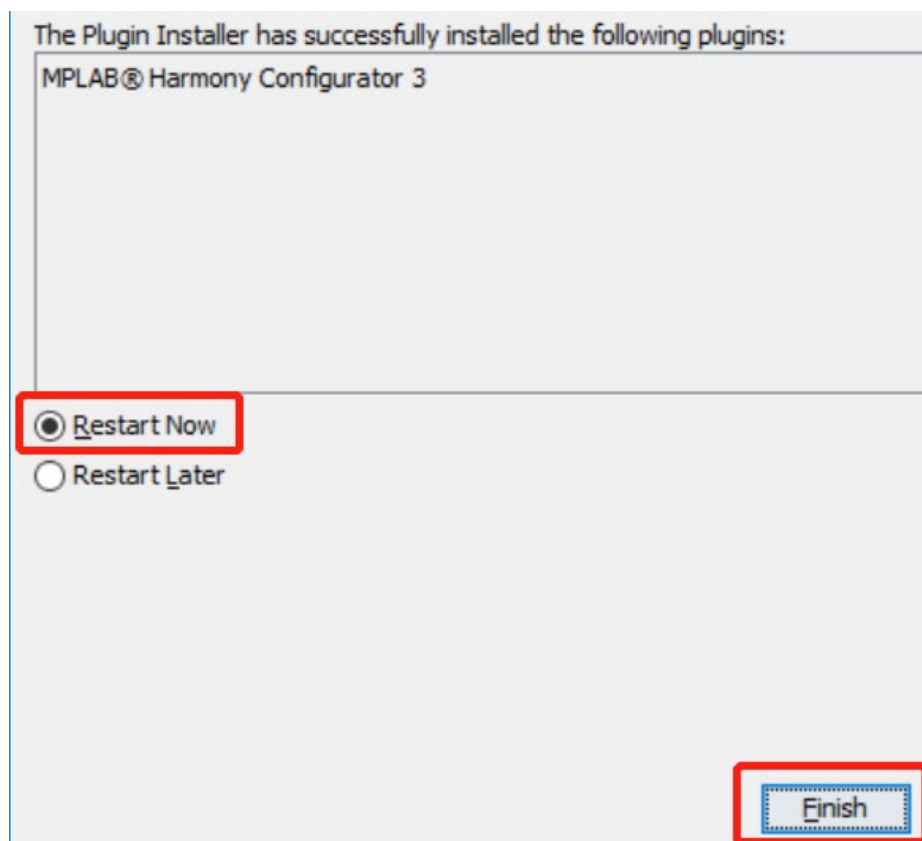 The Plugin Installer has successfully installed the following plugins:
MPLAB® Harmony Configurator 3
Restart Now
Restart Later
Finish